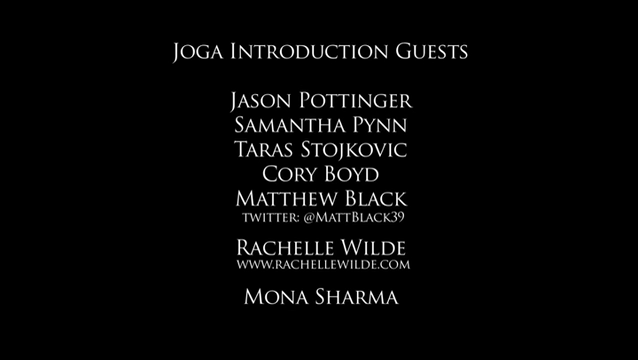 Joga Introduction Guests
Jason Pottinger
Samantha Pynn
Taras Stojkovic
Cory Boyd
Matthew Black
twitter: @MattBlack39
Rachelle Wilde
www.rachellewilde.com
Mona Sharma